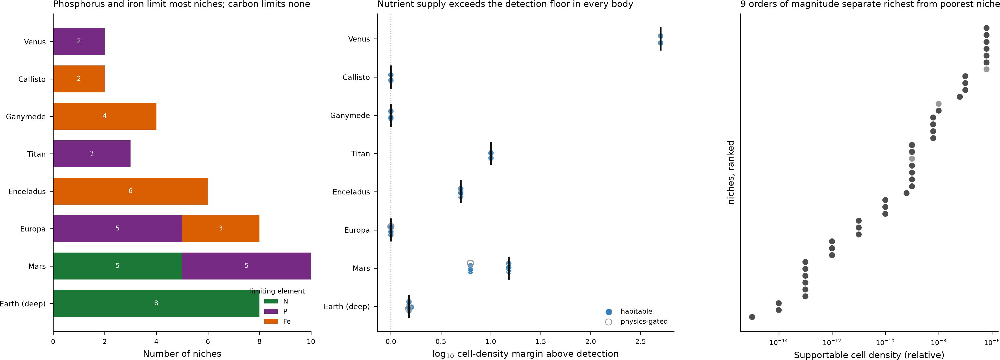 Phosphorus and iron limit most niches; carbon limits none
Venus
2
Callisto
2
Ganymede
4
Titan
3
Enceladus
6
Europa
5 3
Mars
5 5
Earth (deep)
8
limiting element
N
P
Fe
0 2 4 6 8 10
Number of niches
Nutrient supply exceeds the detection floor in every body
Venus
Callisto
Ganymede
Titan
Enceladus
Europa
Mars
Earth (deep)
habitable
physics-gated
0.0 0.5 1.0 1.5 2.0 2.5
log₁₀ cell-density margin above detection
9 orders of magnitude separate richest from poorest niche
niches, ranked
10⁻¹⁴ 10⁻¹² 10⁻¹⁰ 10⁻⁸ 10⁻⁶
Supportable cell density (relative)